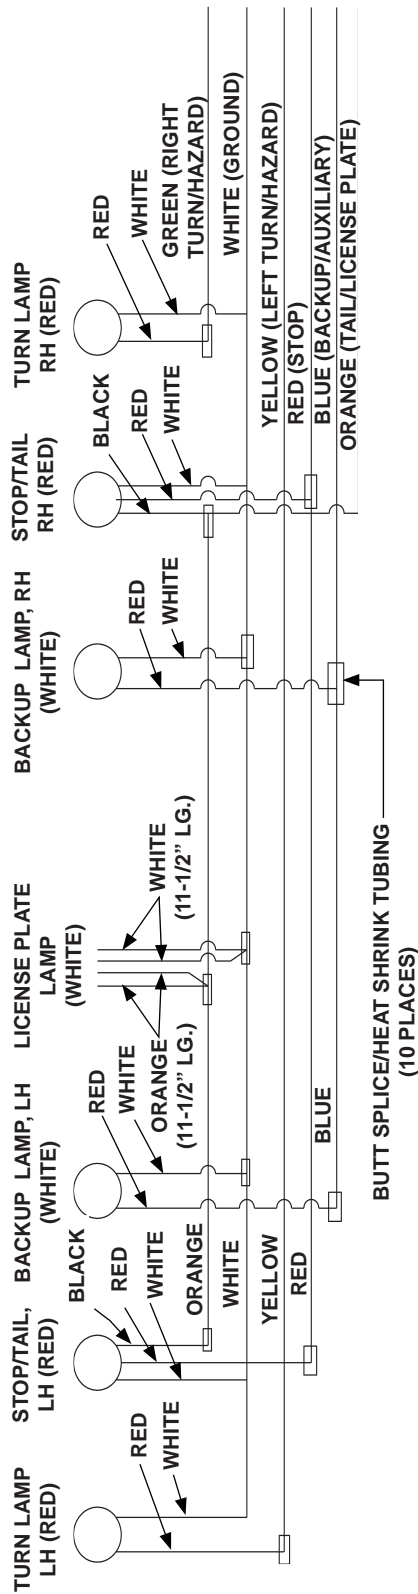 TURN LAMP
LH (RED)
RED
WHITE
STOP/TAIL,
LH (RED)
BLACK
RED
WHITE
ORANGE
WHITE
YELLOW
RED
BACKUP LAMP, LH
(WHITE)
RED
WHITE
BLUE
LICENSE PLATE
LAMP
(WHITE)
ORANGE
(11-1/2” LG.)
WHITE
(11-1/2” LG.)
BACKUP LAMP, RH
(WHITE)
RED
WHITE
BUTT SPLICE/HEAT SHRINK TUBING
(10 PLACES)
STOP/TAIL
RH (RED)
BLACK
RED
WHITE
TURN LAMP
RH (RED)
RED
WHITE
GREEN (RIGHT
TURN/HAZARD)
WHITE (GROUND)
YELLOW (LEFT TURN/HAZARD)
RED (STOP)
BLUE (BACKUP/AUXILIARY)
ORANGE (TAIL/LICENSE PLATE)